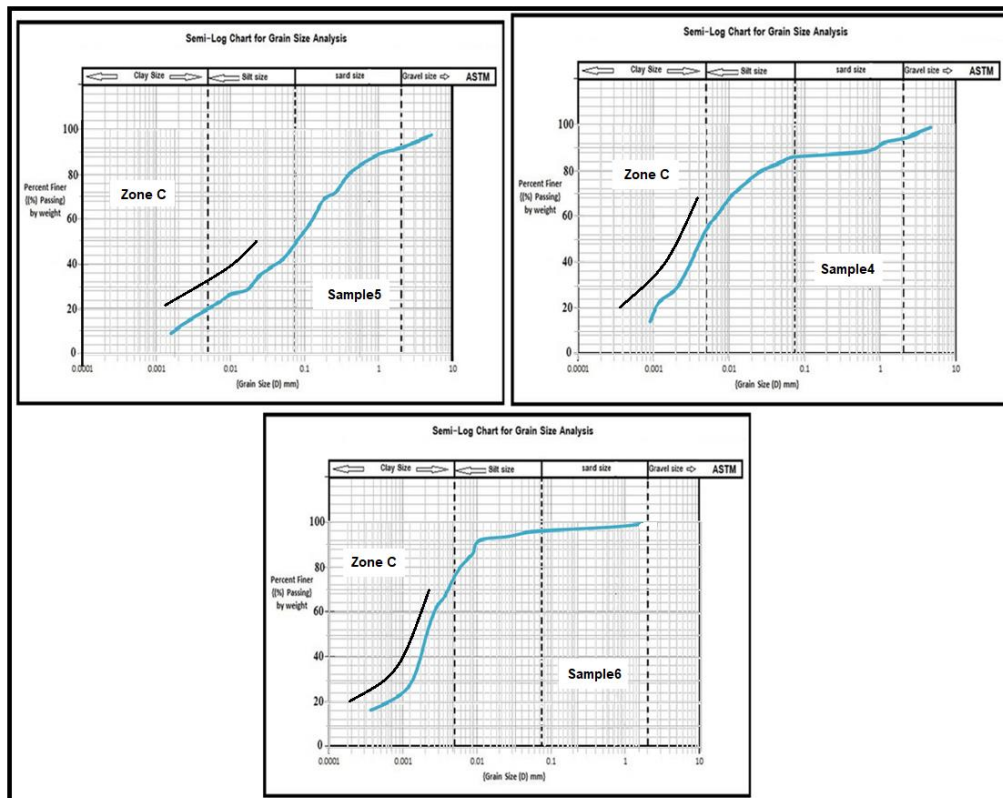 Semi-Log Chart for Grain Size Analysis
Clay Size
Silt size
sard size
Gravel size
ASTM
100
80
60
40
20
0
Percent Finer
((%) Passing)
by weight
Zone C
Sample5
0.0001
0.001
0.01
0.1
1
10
(Grain Size (D) mm)
Semi-Log Chart for Grain Size Analysis
Clay Size
Silt size
sard size
Gravel size
ASTM
100
80
60
40
20
0
Percent Finer
((%) Passing)
by weight
Zone C
Sample4
0.0001
0.001
0.01
0.1
1
10
(Grain Size (D) mm)
Semi-Log Chart for Grain Size Analysis
Clay Size
Silt size
sard size
Gravel size
ASTM
100
80
60
40
20
0
Percent Finer
((%) Passing)
by weight
Zone C
Sample6
0.0001
0.001
0.01
0.1
1
10
(Grain Size (D) mm)